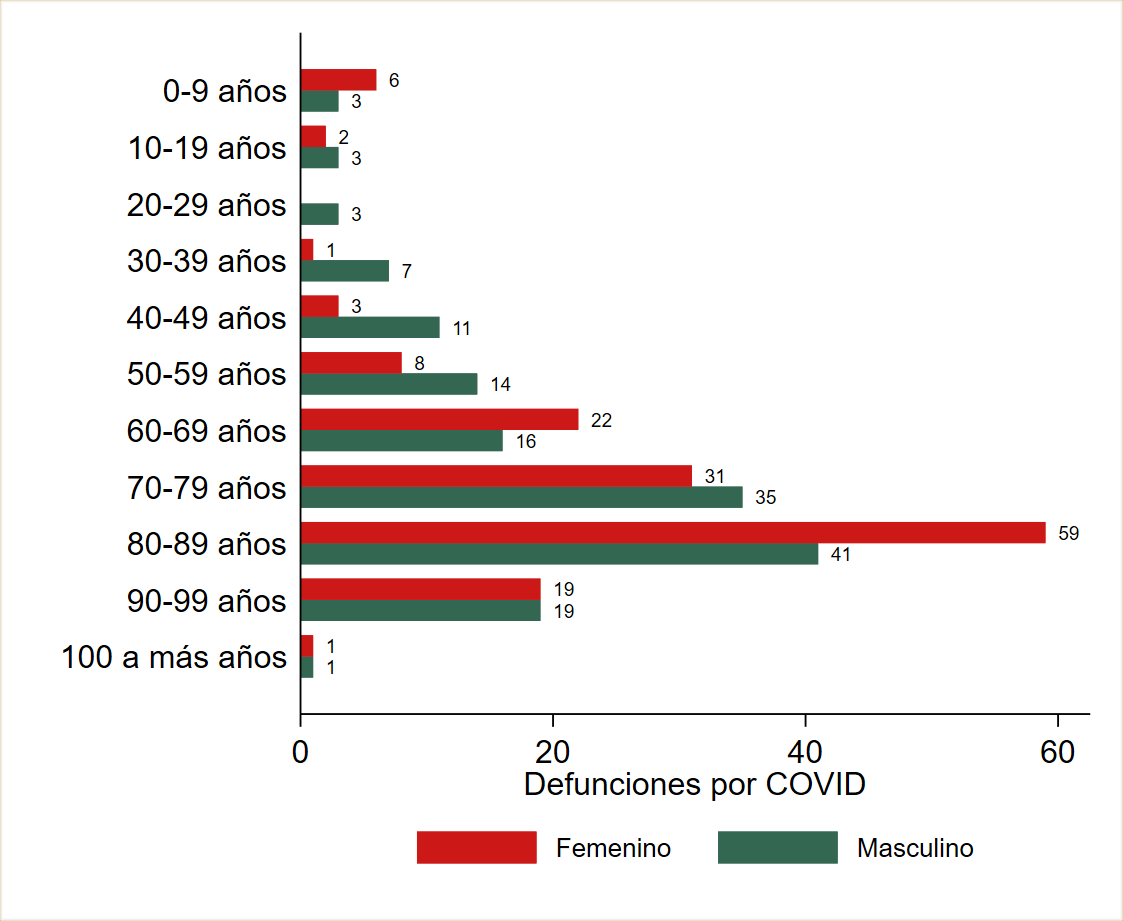 0-9 años
6
3
10-19 años
2
3
20-29 años
3
30-39 años
1
7
40-49 años
3
11
50-59 años
8
14
60-69 años
22
16
70-79 años
31
35
80-89 años
59
41
90-99 años
19
19
100 a más años
1
1
0 20 40 60
Defunciones por COVID
Femenino Masculino